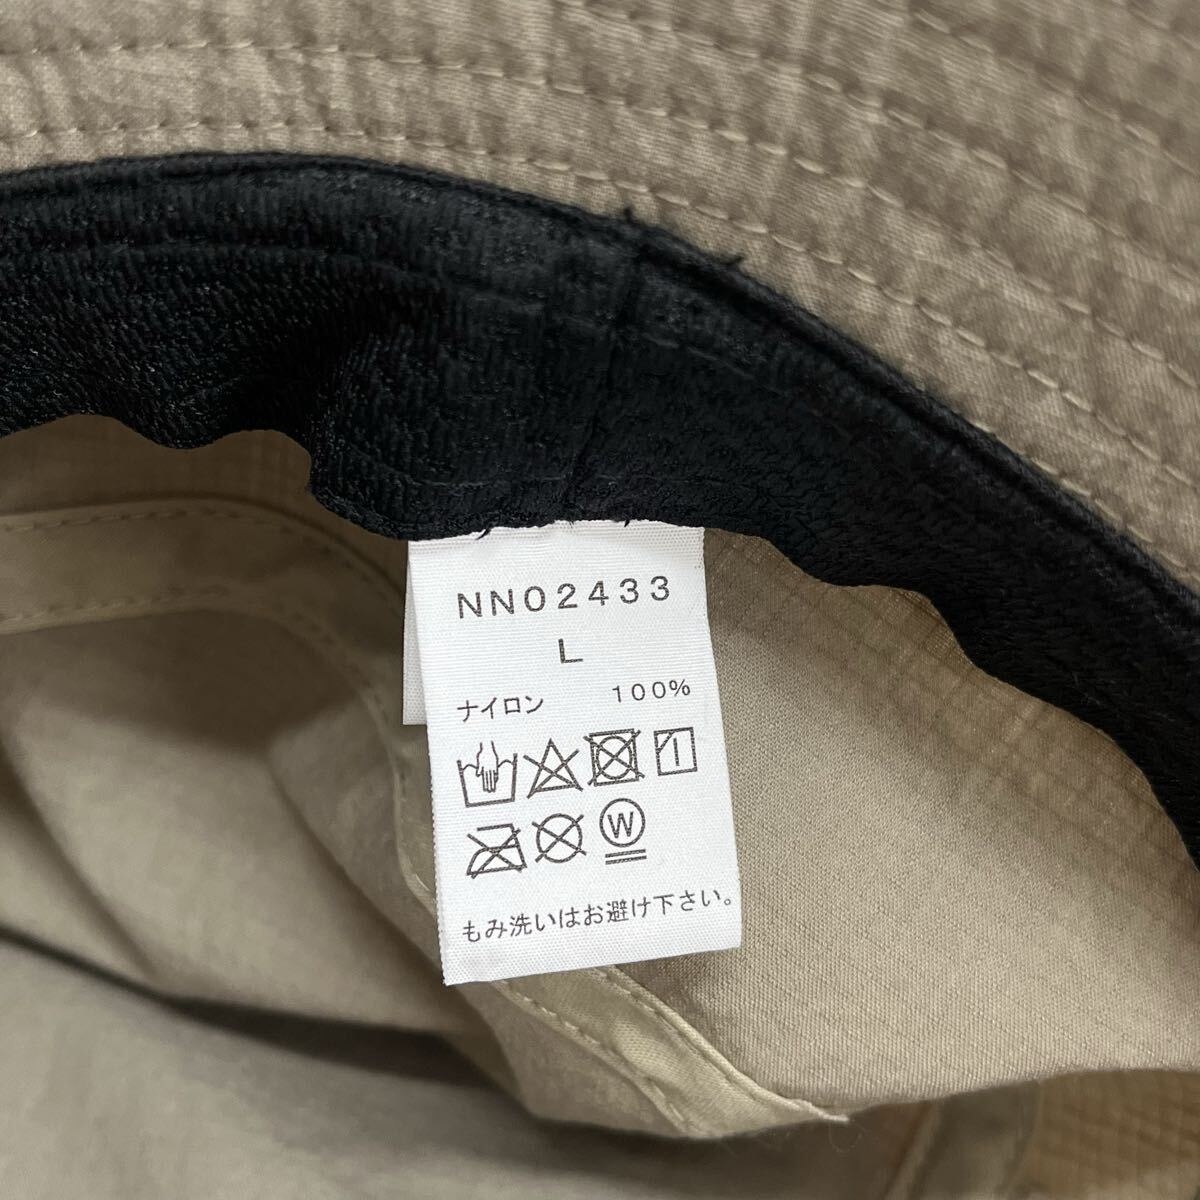 NN02433
L
ナイロン 100%
W
もみ洗いはお避け下さい。